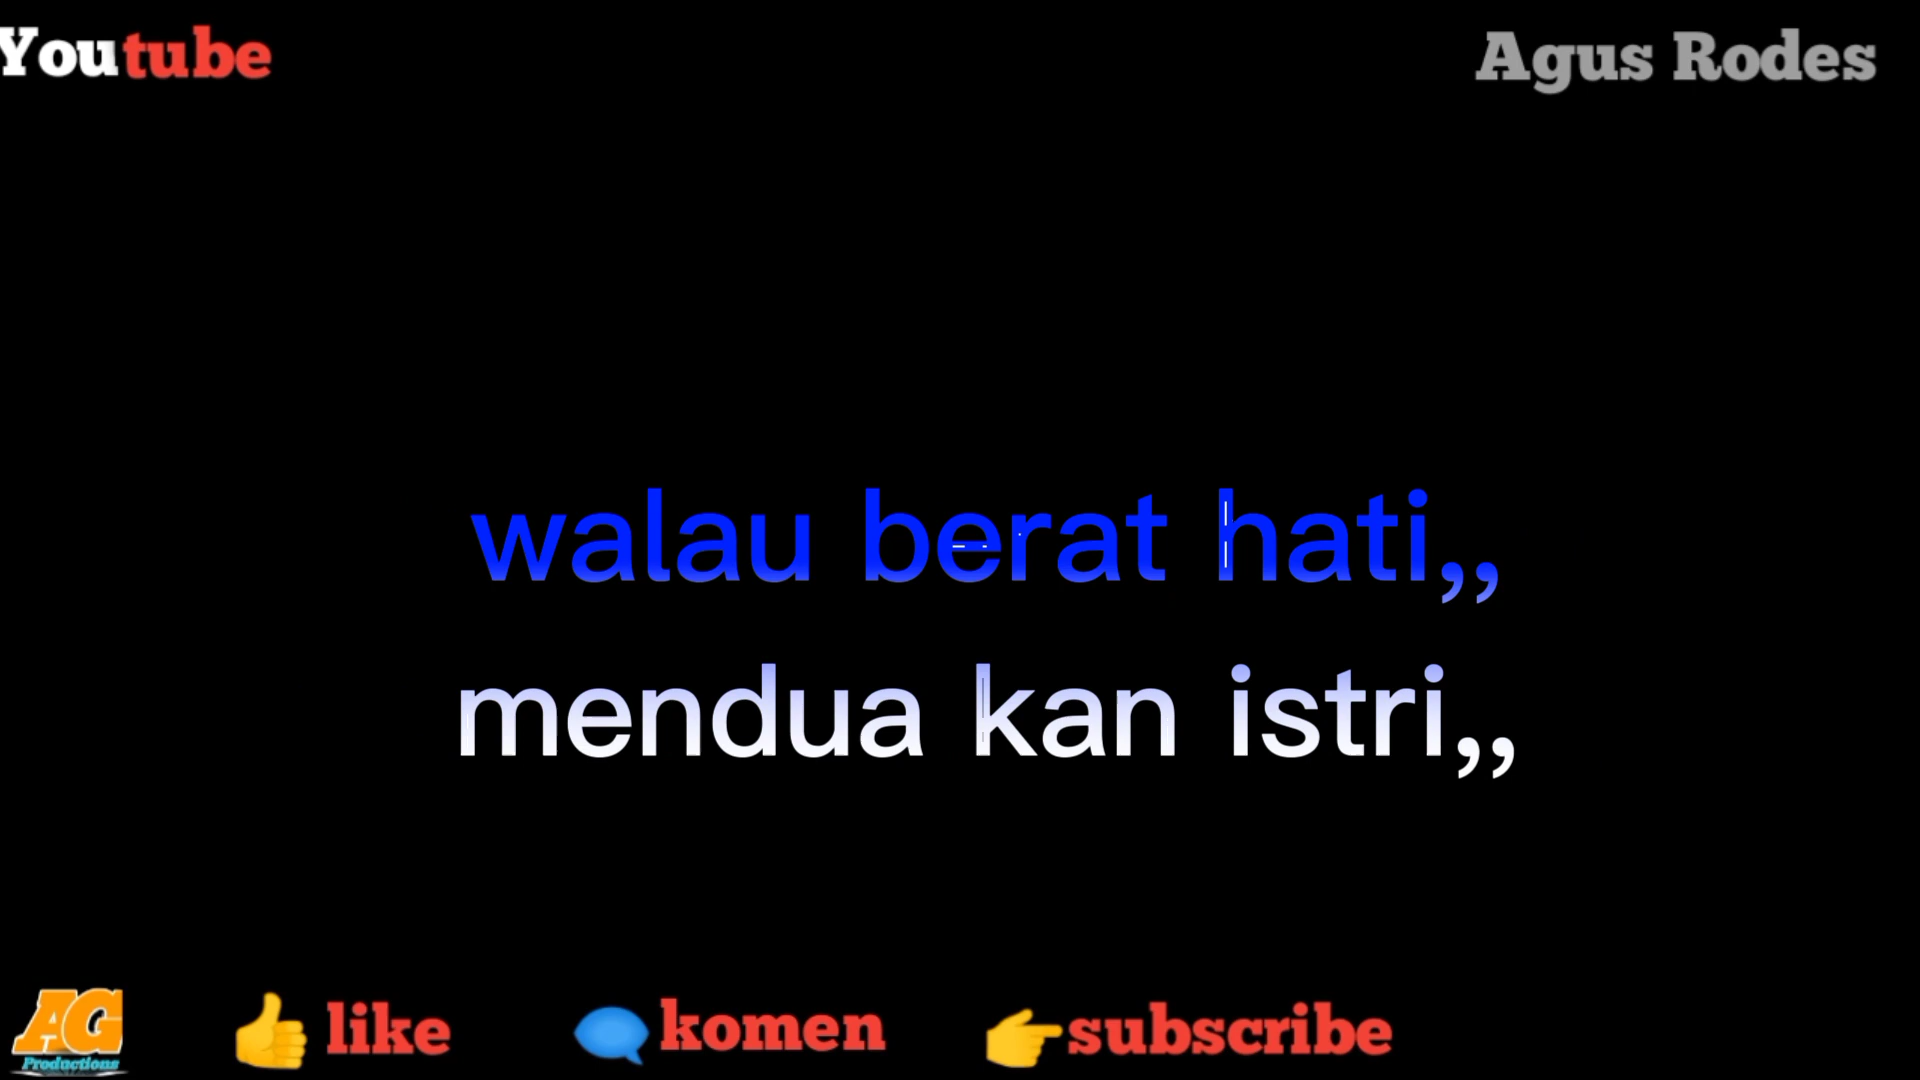 Youtube
Agus Rodes
walau berat hati,,
mendua kan istri,,
AG
Productions
like
komen
subscribe